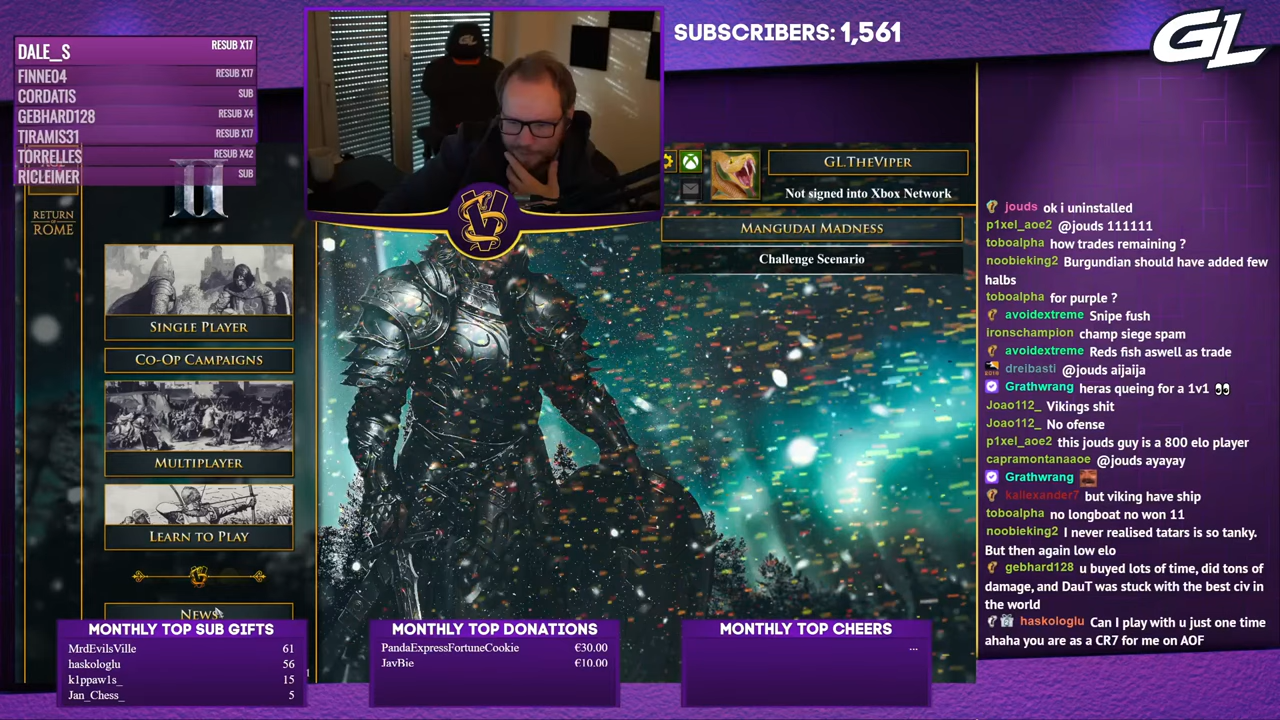 DALE__S RESUB X17
FINNE04 RESUB X17
CORDATIS SUB
GEBHARD128 RESUB X4
TIRAMIS31 RESUB X17
TORRELLES RESUB X42
RICLEIMER SUB
II
RETURN
OF
ROME
SINGLE PLAYER
CO-OP CAMPAIGNS
MULTIPLAYER
LEARN TO PLAY
NEWS
SUBSCRIBERS: 1,561
GL
GL.THEVIPER
Not signed into Xbox Network
MANGUDAI MADNESS
Challenge Scenario
jouds ok i uninstalled
p1xel_aoe2 @jouds 111111
toboalpha how trades remaining ?
noobieking2 Burgundian should have added few
halbs
toboalpha for purple ?
avoidextreme Snipe fush
ironschampion champ siege spam
avoidextreme Reds fish aswell as trade
dreibasti @jouds aijaija
Grathwrang heras queing for a 1v1
Joao112_ Vikings shit
Joao112_ No offense
p1xel_aoe2 this jouds guy is a 800 elo player
capramontanaaoe @jouds ayayay
Grathwrang
kallexander7 but viking have ship
toboalpha no longboat no won 11
noobieking2 I never realised tatars is so tanky.
But then again low elo
gebhard128 u buyed lots of time, did tons of
damage, and DauT was stuck with the best civ in
the world
haskologlu Can I play with u just one time
ahaha you are as a CR7 for me on AOF
MONTHLY TOP SUB GIFTS
MrdEvilsVille 61
haskologlu 56
k1ppaw1s_ 15
Jan_Chess_ 5
MONTHLY TOP DONATIONS
PandaExpressFortuneCookie €30.00
JavBie €10.00
MONTHLY TOP CHEERS
...